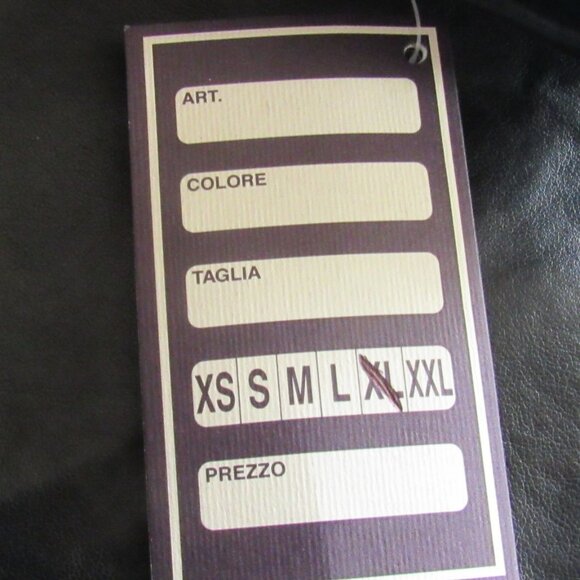 ART.
COLORE
TAGLIA
XS S M L XL XXL
PREZZO